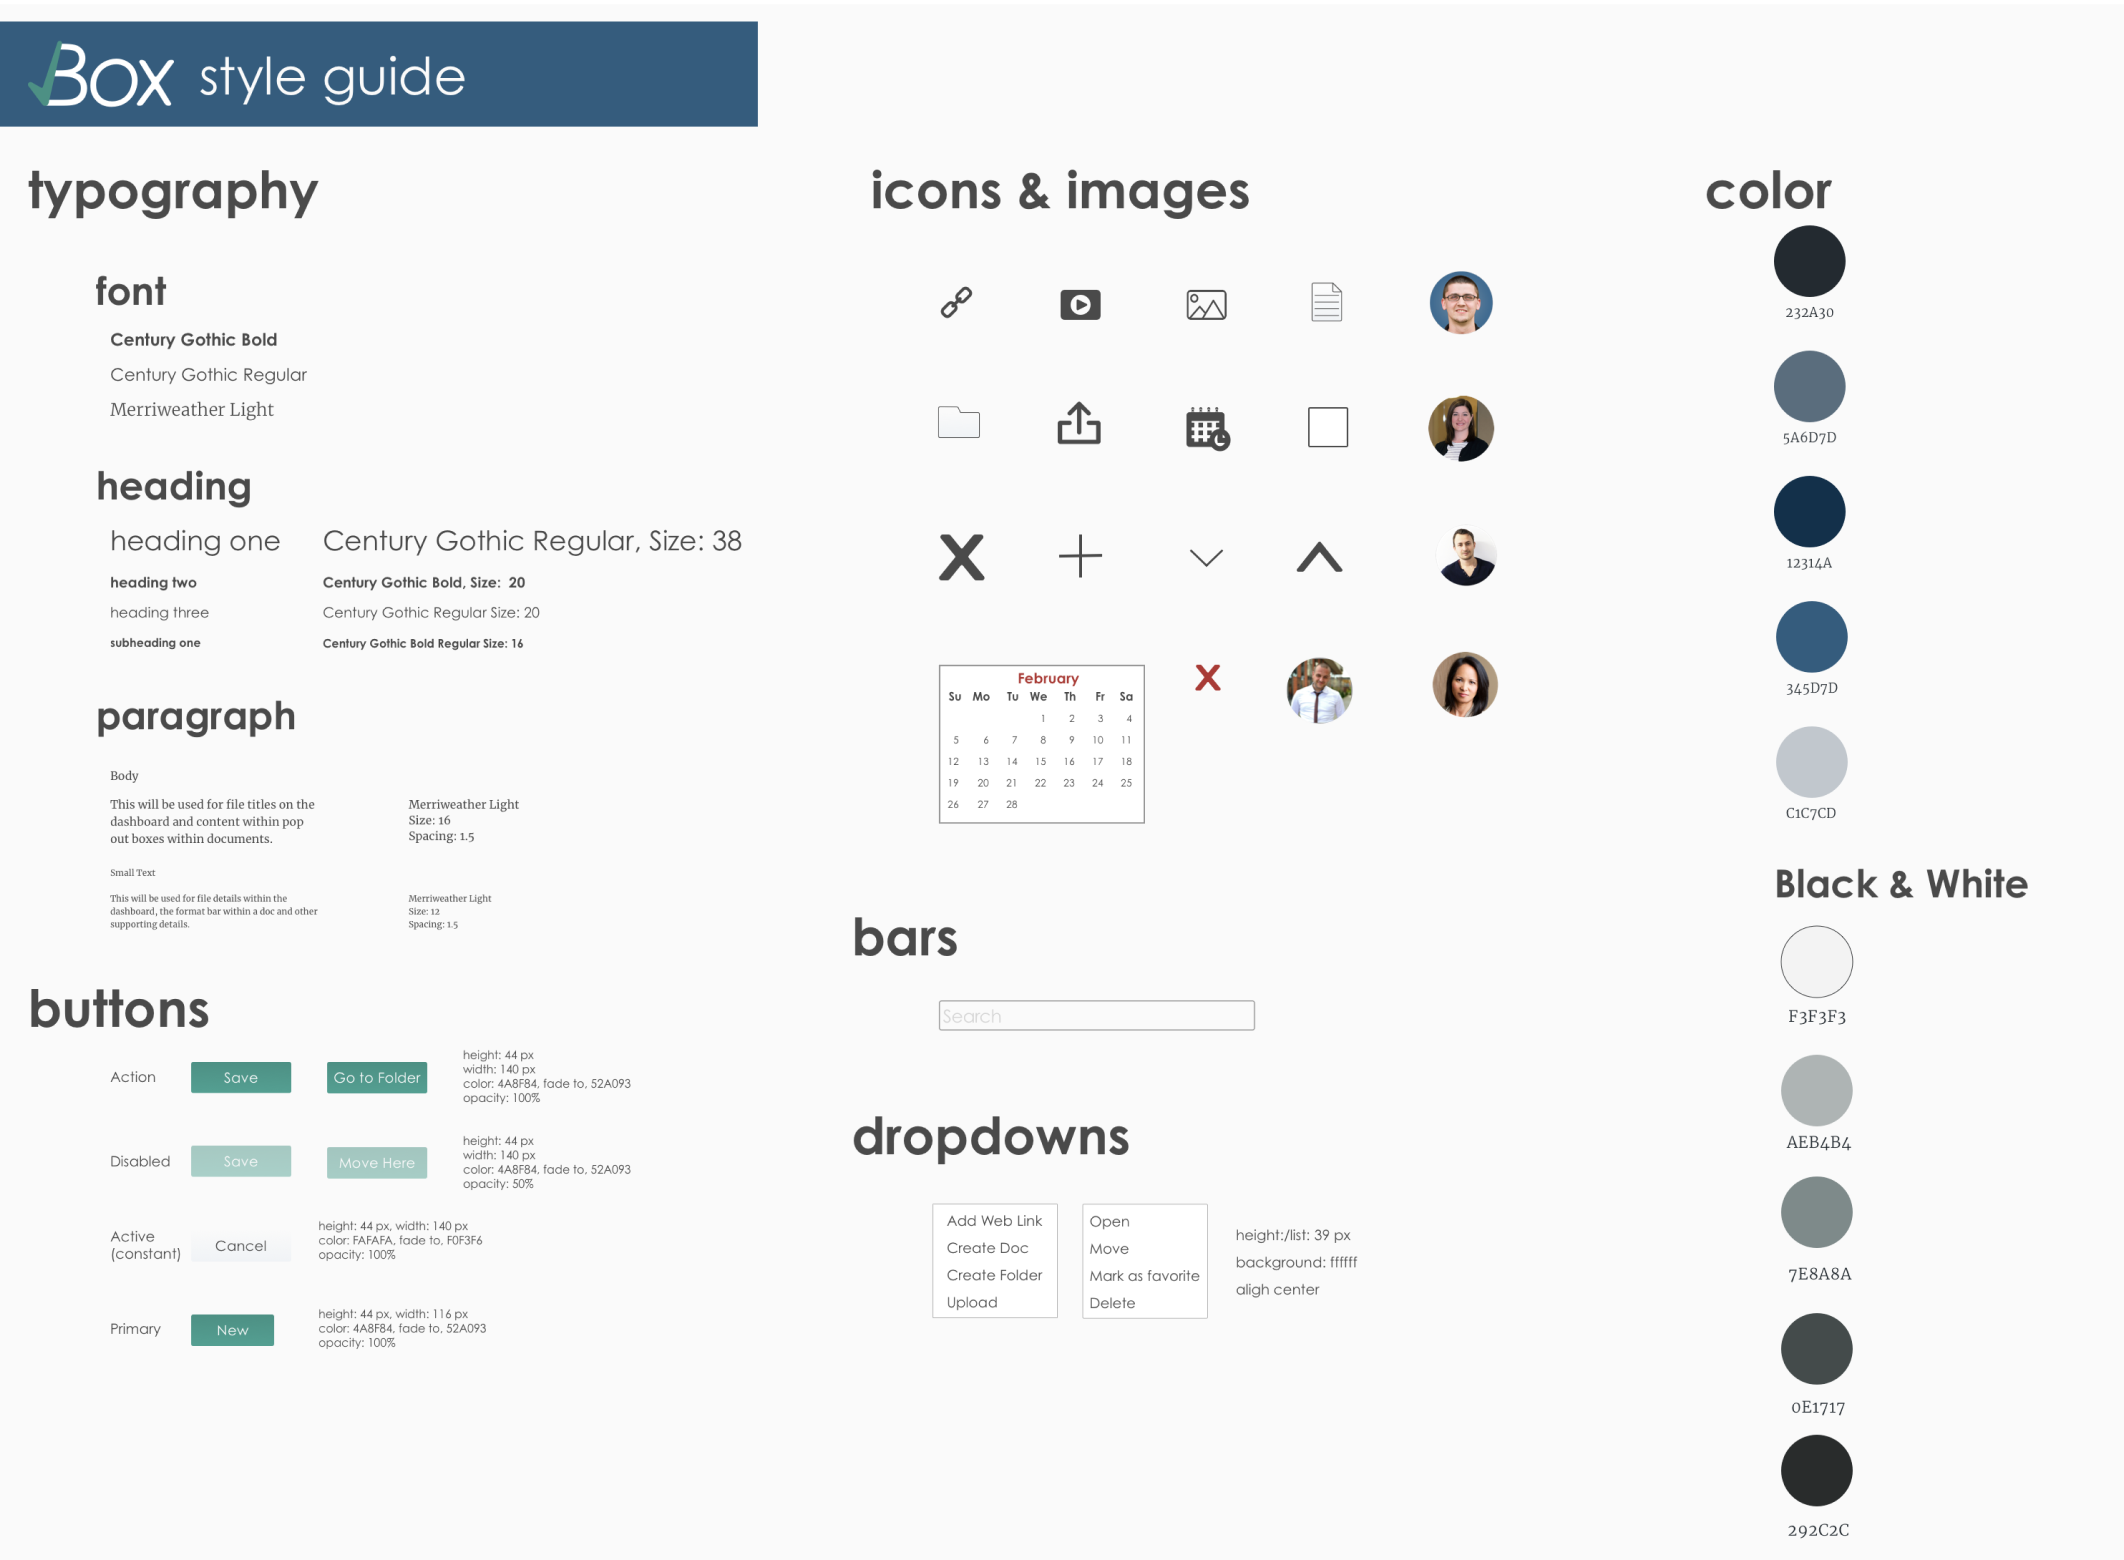 Box style guide
typography
font
Century Gothic Bold
Century Gothic Regular
Merriweather Light
heading
heading one Century Gothic Regular, Size: 38
heading two Century Gothic Bold, Size: 20
heading three Century Gothic Regular Size: 20
subheading one Century Gothic Bold Regular Size: 16
paragraph
Body
This will be used for file titles on the
dashboard and content within pop
out boxes within documents.
Merriweather Light
Size: 16
Spacing: 1.5
Small Text
This will be used for file details within the
dashboard, the format bar within a doc and other
supporting details.
Merriweather Light
Size: 12
Spacing: 1.5
buttons
Action
Save
Go to Folder
height: 44 px
width: 140 px
color: 4A8F84, fade to, 52A093
opacity: 100%
Disabled
Save
Move Here
height: 44 px
width: 140 px
color: 4A8F84, fade to, 52A093
opacity: 50%
Active
(constant)
Cancel
height: 44 px, width: 140 px
color: FAFAFA, fade to, F0F3F6
opacity: 100%
Primary
New
height: 44 px, width: 116 px
color: 4A8F84, fade to, 52A093
opacity: 100%
icons & images
February
Su Mo Tu We Th Fr Sa
1 2 3 4
5 6 7 8 9 10 11
12 13 14 15 16 17 18
19 20 21 22 23 24 25
26 27 28
bars
Search
dropdowns
Add Web Link
Create Doc
Create Folder
Upload
Open
Move
Mark as favorite
Delete
height:/list: 39 px
background: ffffff
aligh center
color
232A30
5A6D7D
12314A
345D7D
C1C7CD
Black & White
F3F3F3
AEB4B4
7E8A8A
0E1717
292C2C